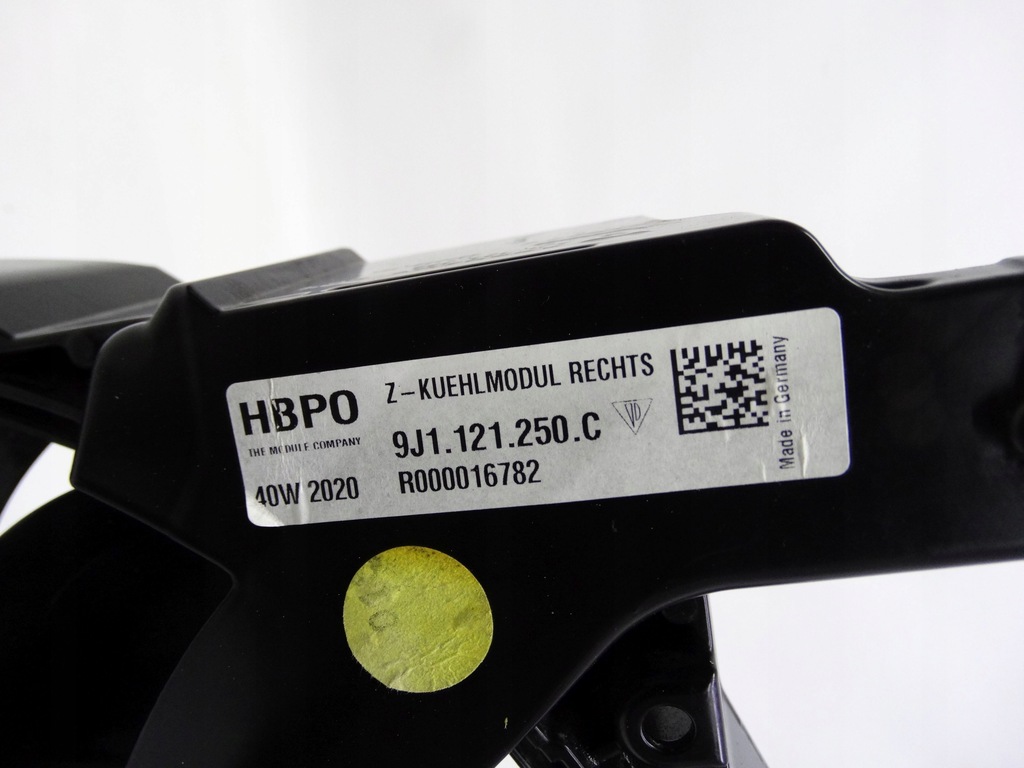 HBPO
THE MODULE COMPANY
40W 2020
Z-KUEHLMODUL RECHTS
9J1.121.250.C
R000016782
Made in Germany